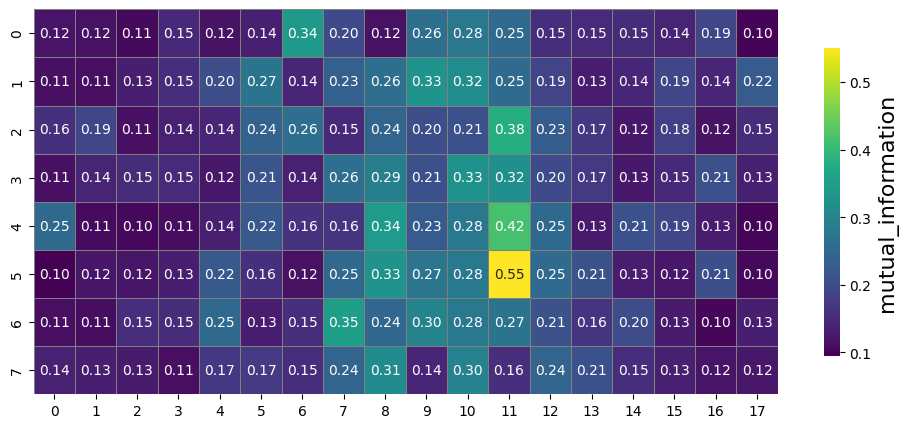 0 0.12 0.12 0.11 0.15 0.12 0.14 0.34 0.20 0.12 0.26 0.28 0.25 0.15 0.15 0.15 0.14 0.19 0.10
1 0.11 0.11 0.13 0.15 0.20 0.27 0.14 0.23 0.26 0.33 0.32 0.25 0.19 0.13 0.14 0.19 0.14 0.22
2 0.16 0.19 0.11 0.14 0.14 0.24 0.26 0.15 0.24 0.20 0.21 0.38 0.23 0.17 0.12 0.18 0.12 0.15
3 0.11 0.14 0.15 0.15 0.12 0.21 0.14 0.26 0.29 0.21 0.33 0.32 0.20 0.17 0.13 0.15 0.21 0.13
4 0.25 0.11 0.10 0.11 0.14 0.22 0.16 0.16 0.34 0.23 0.28 0.42 0.25 0.13 0.21 0.19 0.13 0.10
5 0.10 0.12 0.12 0.13 0.22 0.16 0.12 0.25 0.33 0.27 0.28 0.55 0.25 0.21 0.13 0.12 0.21 0.10
6 0.11 0.11 0.15 0.15 0.25 0.13 0.15 0.35 0.24 0.30 0.28 0.27 0.21 0.16 0.20 0.13 0.10 0.13
7 0.14 0.13 0.13 0.11 0.17 0.17 0.15 0.24 0.31 0.14 0.30 0.16 0.24 0.21 0.15 0.13 0.12 0.12
0 1 2 3 4 5 6 7 8 9 10 11 12 13 14 15 16 17
0.5
0.4
0.3
0.2
0.1
mutual_information